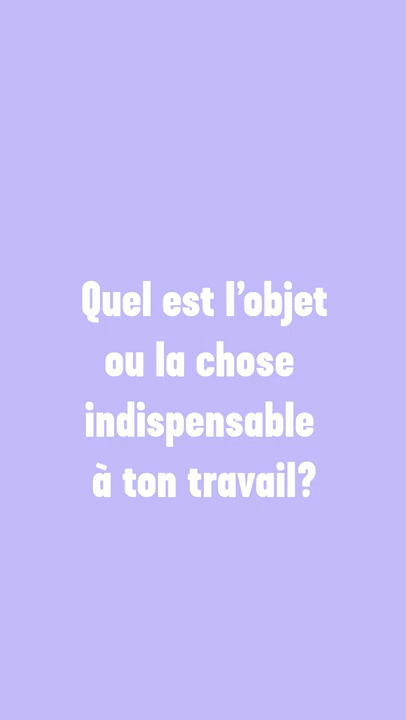 Quel est l’objet
ou la chose
indispensable
à ton travail?